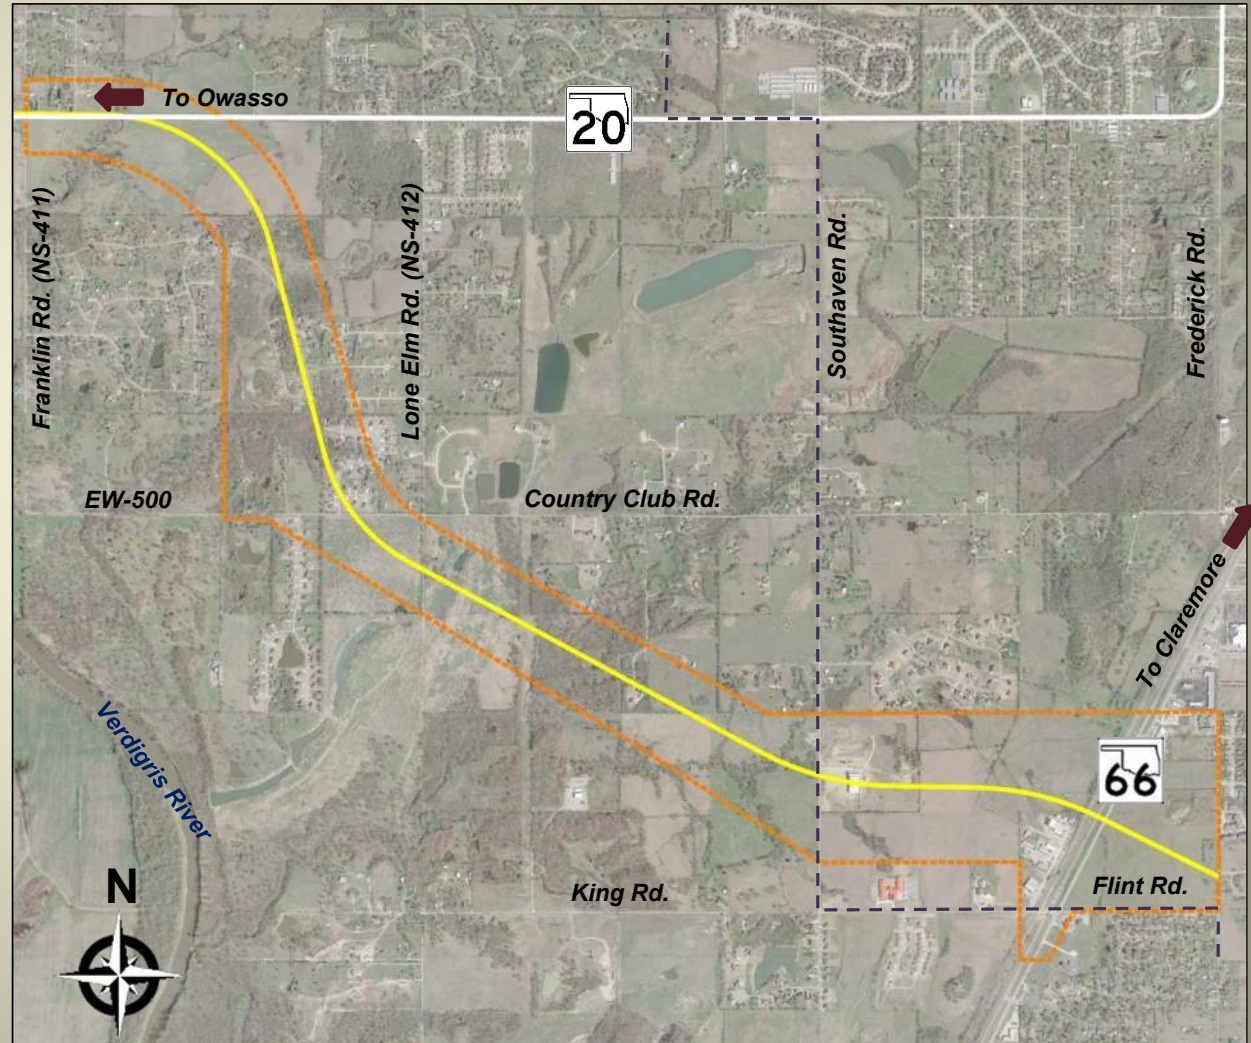 To Owasso
20
Franklin Rd. (NS-411)
Lone Elm Rd. (NS-412)
Southaven Rd.
Frederick Rd.
EW-500
Country Club Rd.
To Claremore
Verdigris River
66
N
King Rd.
Flint Rd.